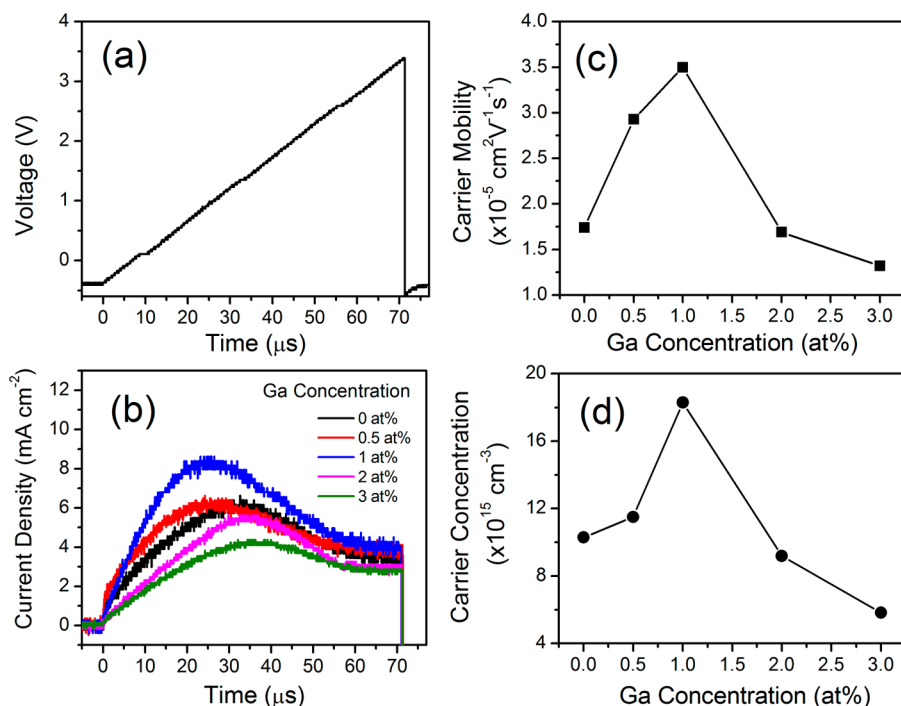 (a)
Voltage (V)
4
3
2
1
0
0 10 20 30 40 50 60 70
Time (μs)
(b)
Current Density (mA cm⁻²)
12
10
8
6
4
2
0
Ga Concentration
0 at%
0.5 at%
1 at%
2 at%
3 at%
0 10 20 30 40 50 60 70
Time (μs)
(c)
Carrier Mobility
(x10⁻⁵ cm²V⁻¹s⁻¹)
4.0
3.5
3.0
2.5
2.0
1.5
1.0
0.0 0.5 1.0 1.5 2.0 2.5 3.0
Ga Concentration (at%)
(d)
Carrier Concentration
(x10¹⁵ cm⁻³)
20
16
12
8
4
0.0 0.5 1.0 1.5 2.0 2.5 3.0
Ga Concentration (at%)